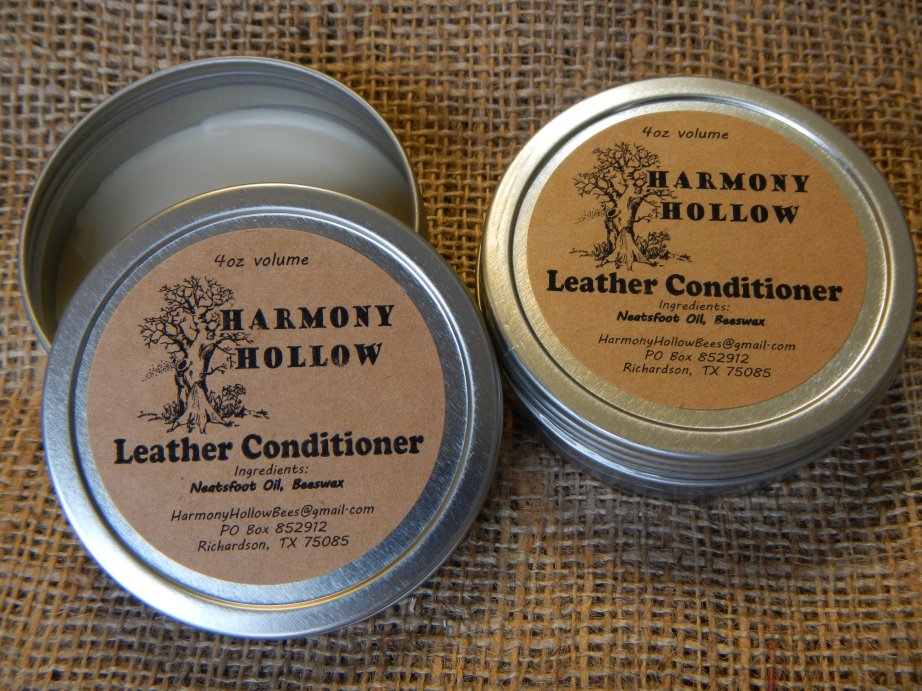 4oz volume
HARMONY
HOLLOW
Leather Conditioner
Ingredients:
Neatsfoot Oil, Beeswax
HarmonyHollowBees@gmail.com
PO Box 852912
Richardson, TX 75085
4oz volume
HARMONY
HOLLOW
Leather Conditioner
Ingredients:
Neatsfoot Oil, Beeswax
HarmonyHollowBees@gmail.com
PO Box 852912
Richardson, TX 75085